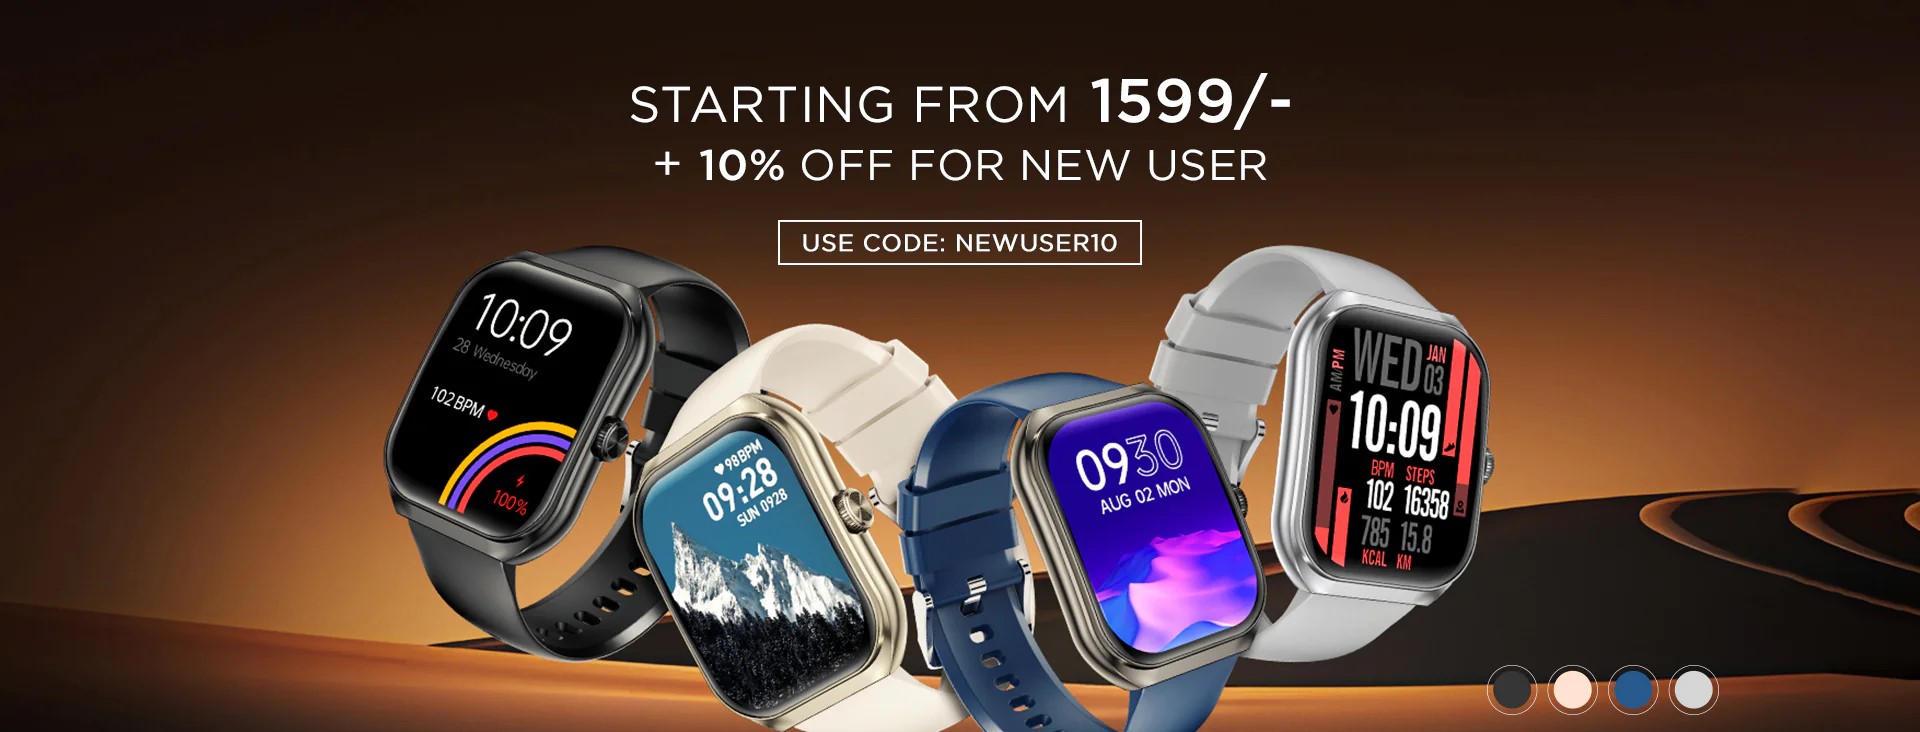 STARTING FROM 1599/-
+ 10% OFF FOR NEW USER
USE CODE: NEWUSER10
10:09
28 Wednesday
102 BPM
100%
98BPM
09:28
SUN 0928
0930
AUG 02 MON
AM/PM
WED JAN 03
10:09
BPM STEPS
102 16358
785 15.8
KCAL KM